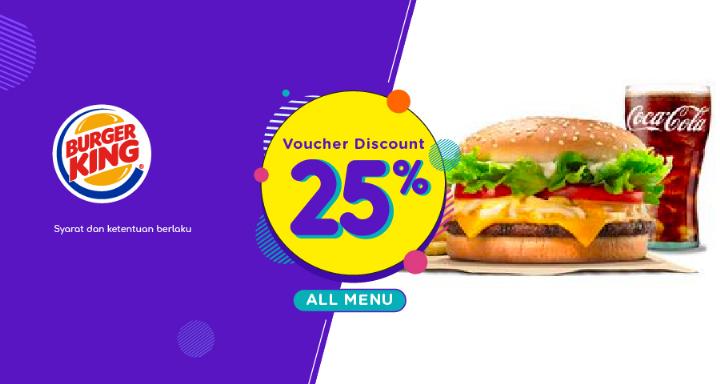 BURGER
KING
Syarat dan ketentuan berlaku
Voucher Discount
25%
ALL MENU
Coca-Cola